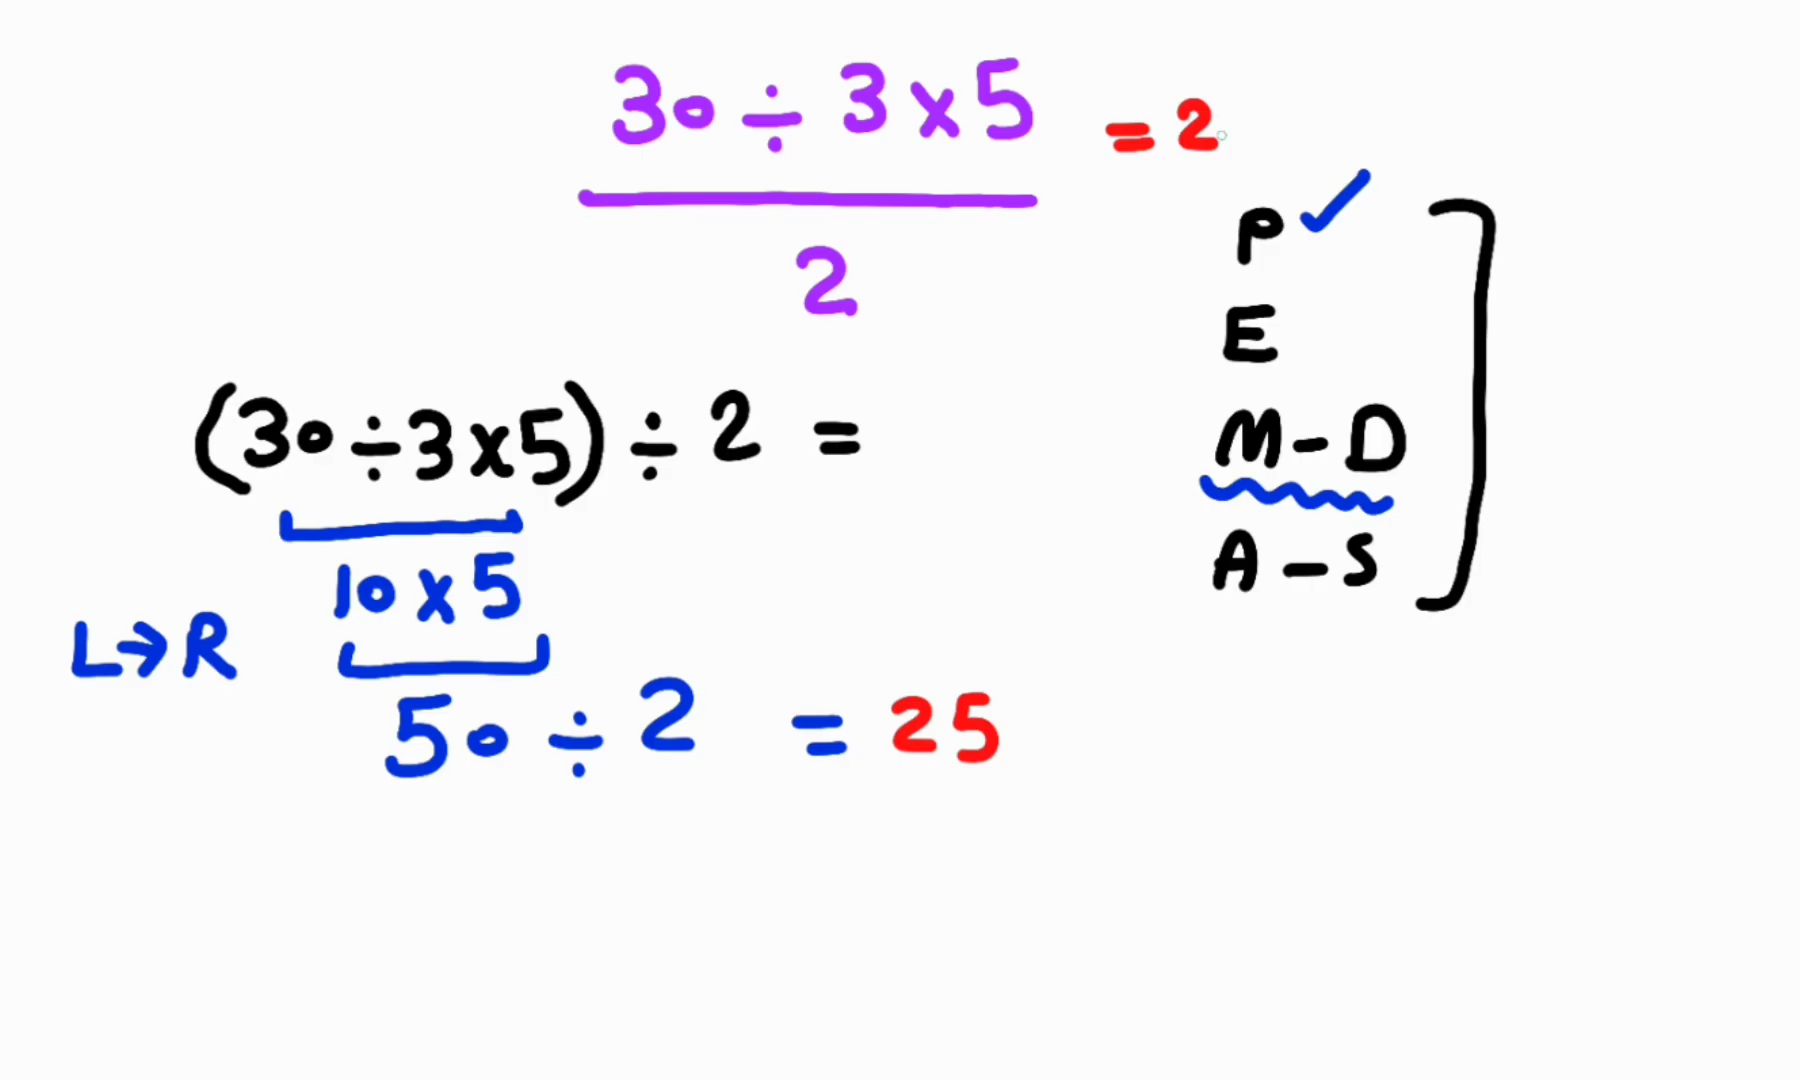 30 ÷ 3 x 5 = 2
2
P
E
M - D
A - S
(30 ÷ 3 x 5) ÷ 2 =
10 x 5
L → R
50 ÷ 2 = 25